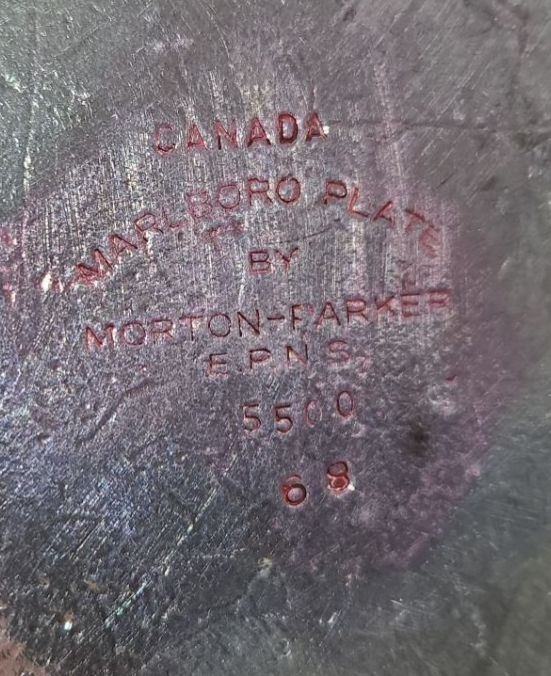 CANADA
MARLBORO PLATE
BY
MORTON-PARKER
E.P.N.S.
5500
68